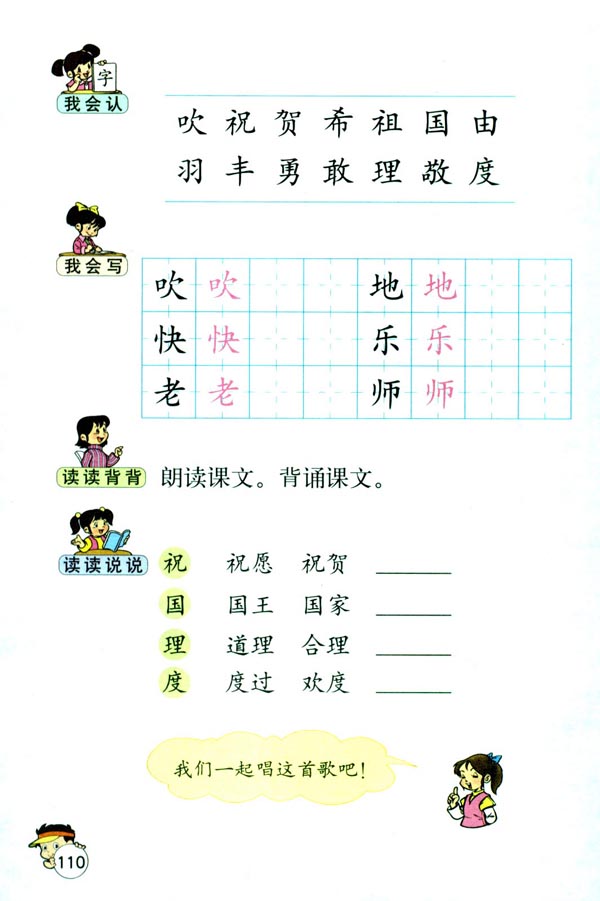 字
我会认
吹 祝 贺 希 祖 国 由
羽 丰 勇 敢 理 敬 度
我会写
吹 吹 地 地
快 快 乐 乐
老 老 师 师
读读背背
朗读课文。背诵课文。
读读说说
祝 祝愿 祝贺
国 国王 国家
理 道理 合理
度 度过 欢度
我们一起唱这首歌吧！
110